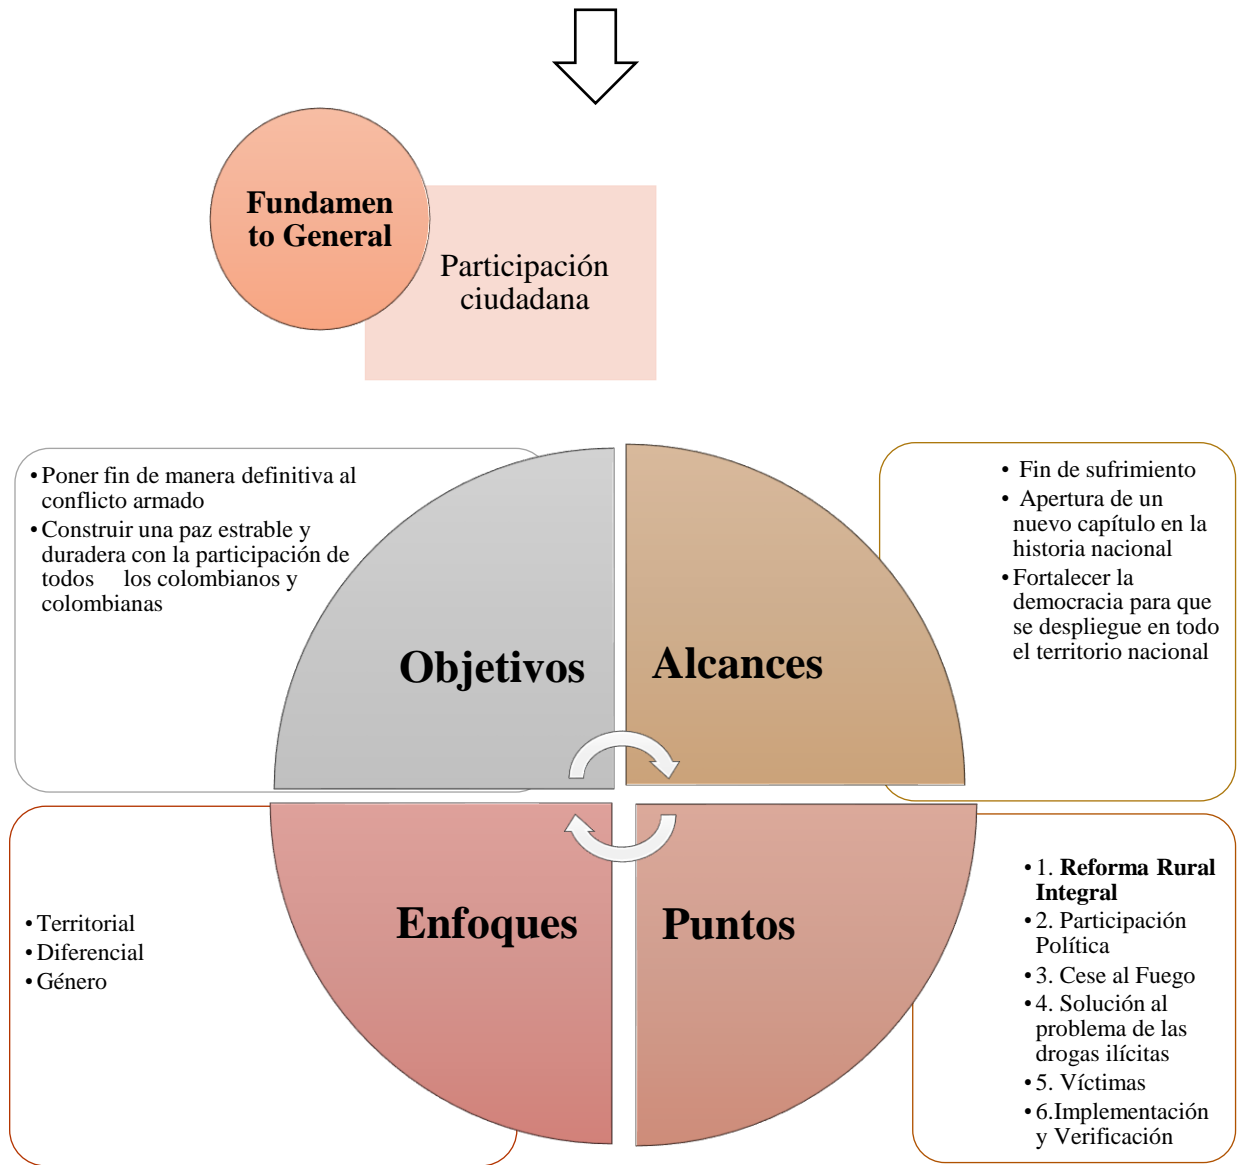 Fundamen
to General
Participación
ciudadana
• Poner fin de manera definitiva al
conflicto armado
• Construir una paz estrable y
duradera con la participación de
todos los colombianos y
colombianas
Objetivos
Alcances
• Fin de sufrimiento
• Apertura de un
nuevo capítulo en la
historia nacional
• Fortalecer la
democracia para que
se despliegue en todo
el territorio nacional
Enfoques
• Territorial
• Diferencial
• Género
Puntos
• 1. Reforma Rural
Integral
• 2. Participación
Política
• 3. Cese al Fuego
• 4. Solución al
problema de las
drogas ilícitas
• 5. Víctimas
• 6.Implementación
y Verificación